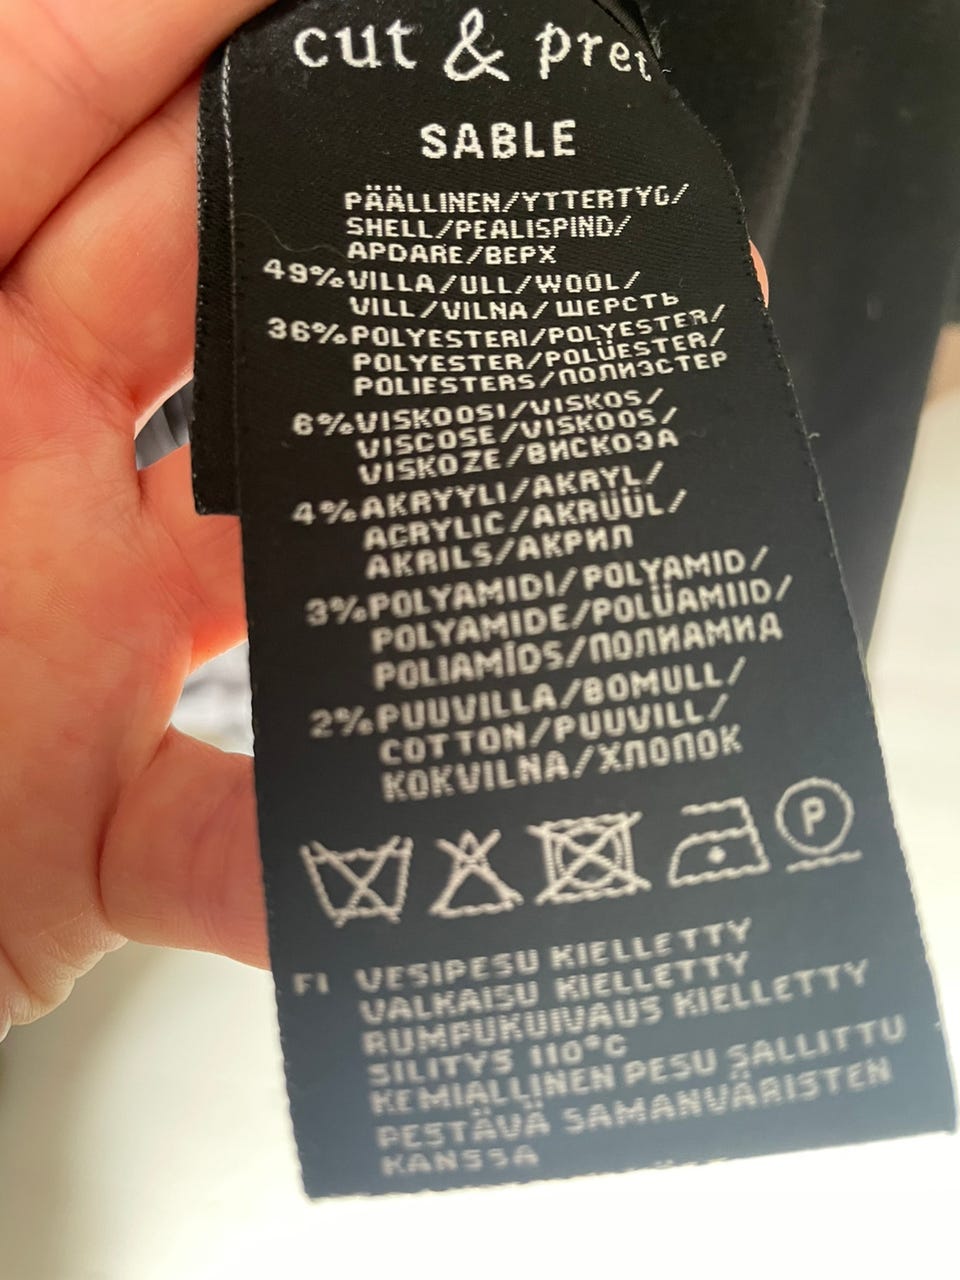 cut & pret
SABLE
PÄÄLLINEN/YTTERTYG/
SHELL/PEALISPIND/
APDARE/ВЕРХ
49% VILLA/ULL/WOOL/
VILL/VILNA/ШЕРСТЬ
36% POLYESTERI/POLYESTER/
POLYESTER/POLÜESTER/
POLIESTERS/ПОЛИЭСТЕР
6% VISKOOSI/VISKOS/
VISCOSE/VISKOOS/
VISKOZE/ВИСКОЗА
4% AKRYYLI/AKRYL/
ACRYLIC/AKRÜÜL/
AKRILS/АКРИЛ
3% POLYAMIDI/POLYAMID/
POLYAMIDE/POLÜAMIID/
POLIAMĪDS/ПОЛИАМИД
2% PUUVILLA/BOMULL/
COTTON/PUUVILL/
KOKVILNA/ХЛОПОК
P
FI VESIPESU KIELLETTY
VALKAISU KIELLETTY
RUMPUKUIVAUS KIELLETTY
SILITYS 110°C
KEMIALLINEN PESU SALLITTU
PESTÄVÄ SAMANVÄRISTEN
KANSSA